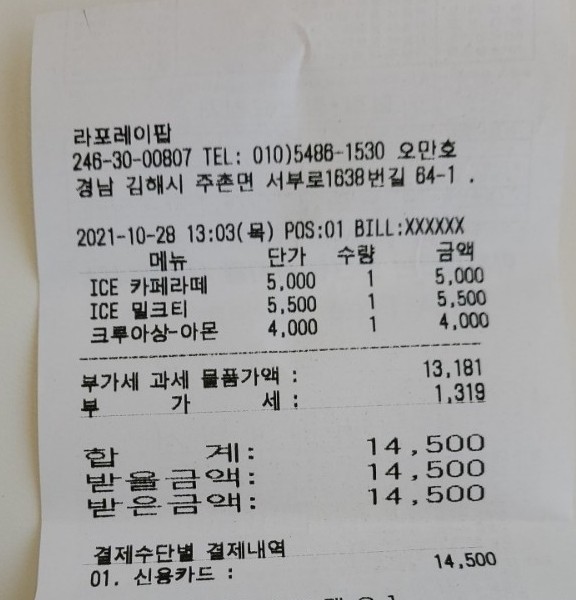 라포레이팝
246-30-00807 TEL: 010)5486-1530 오만호
경남 김해시 주촌면 서부로1638번길 64-1 .
2021-10-28 13:03(목) POS:01 BILL:XXXXXX
메뉴 단가 수량 금액
ICE 카페라떼 5,000 1 5,000
ICE 밀크티 5,500 1 5,500
크루아상-아몬 4,000 1 4,000
부가세 과세 물품가액 : 13,181
부 가 세 : 1,319
합 계 : 14,500
받을금액 : 14,500
받은금액 : 14,500
결제수단별 결제내역
01. 신용카드 : 14,500